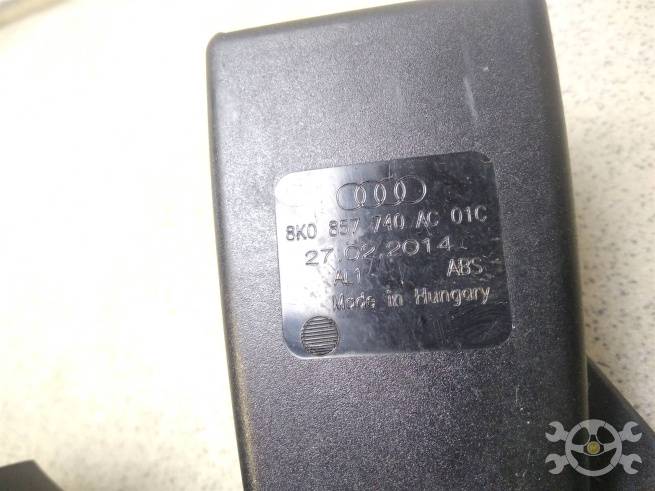 8K0 857 740 AC 01C
27.02.2014
AL1 ABS
Made in Hungary